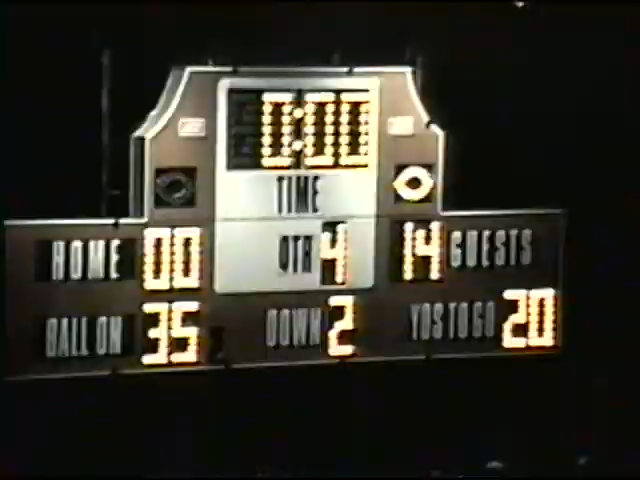 0:00
TIME
HOME 00 QTR 4 14 GUESTS
BALL ON 35 DOWN 2 YDS TO GO 20